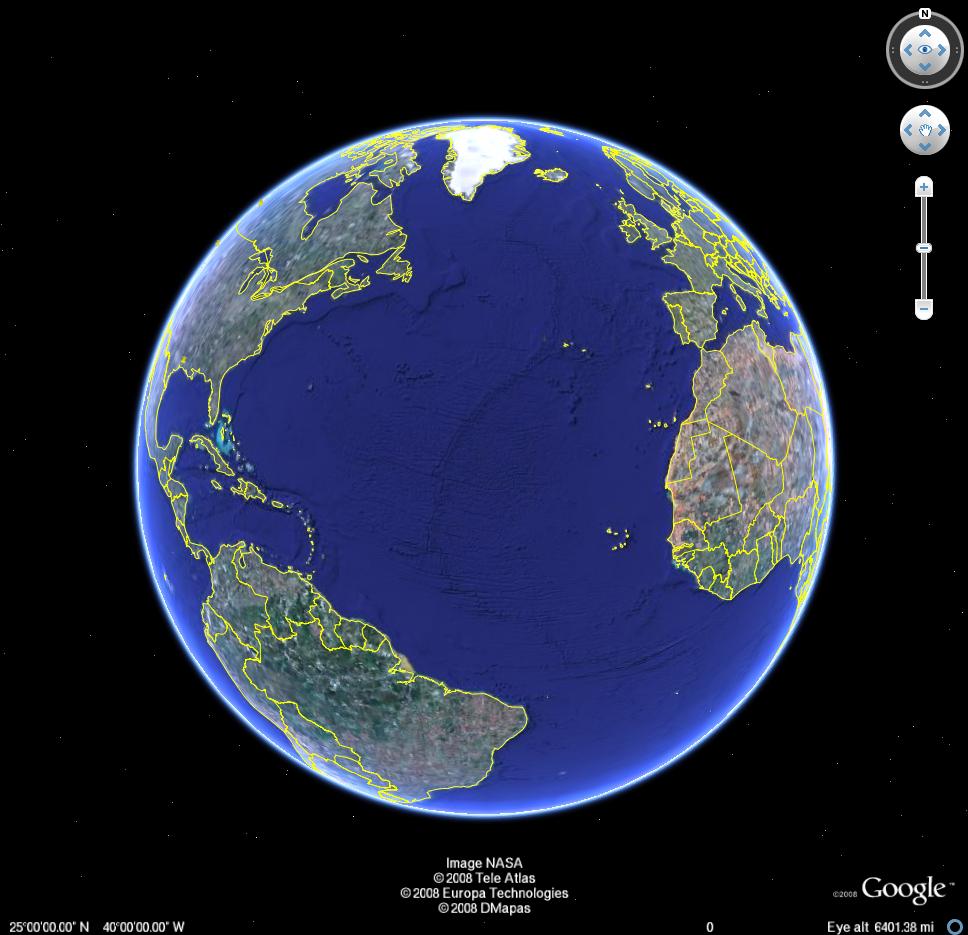 N
Image NASA
© 2008 Tele Atlas
© 2008 Europa Technologies
© 2008 DMapas
©2008 Google™
25°00'00.00" N 40°00'00.00" W 0 Eye alt 6401.38 mi